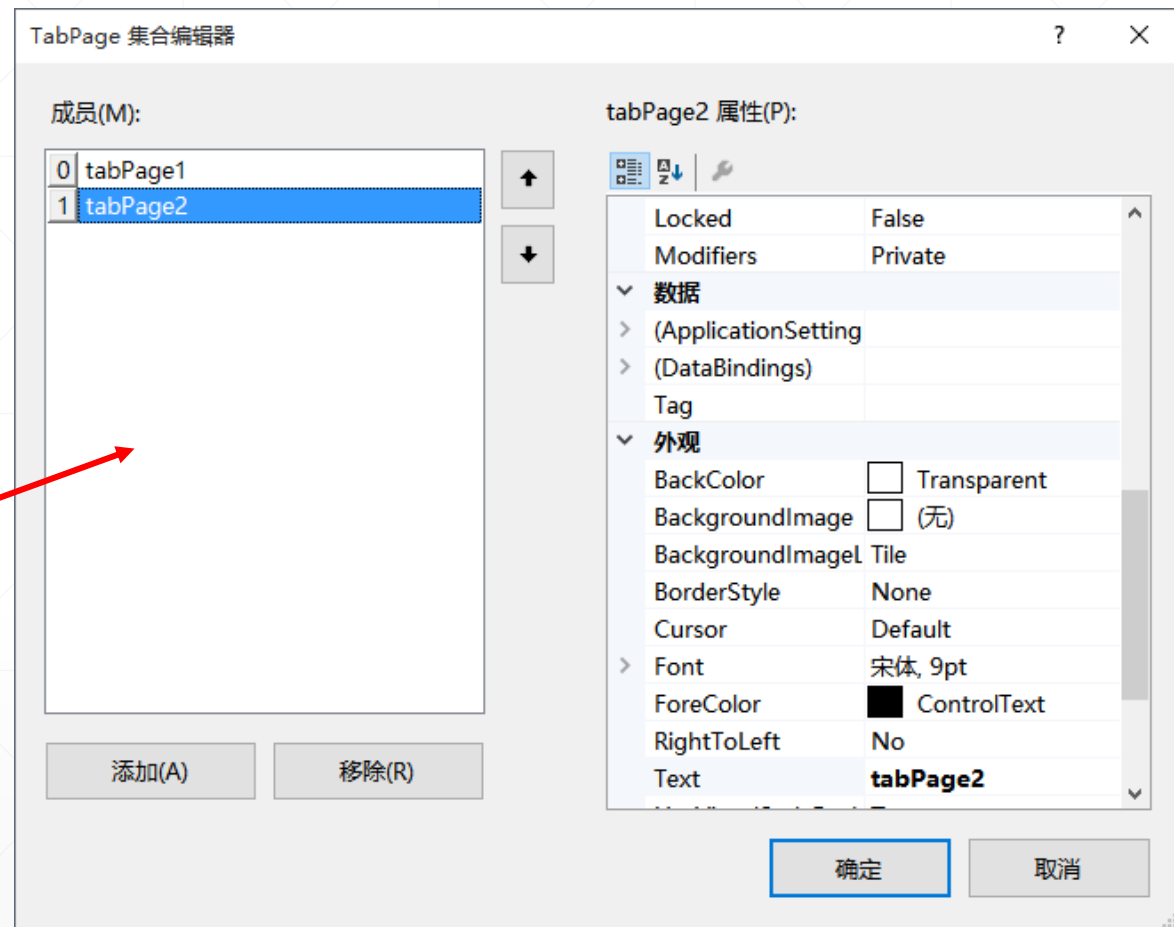 TabPage 集合编辑器
?
成员(M):
0 tabPage1
1 tabPage2
添加(A)
移除(R)
tabPage2 属性(P):
Locked False
Modifiers Private
数据
(ApplicationSetting
(DataBindings)
Tag
外观
BackColor Transparent
BackgroundImage (无)
BackgroundImageL Tile
BorderStyle None
Cursor Default
Font 宋体, 9pt
ForeColor ControlText
RightToLeft No
Text tabPage2
确定
取消